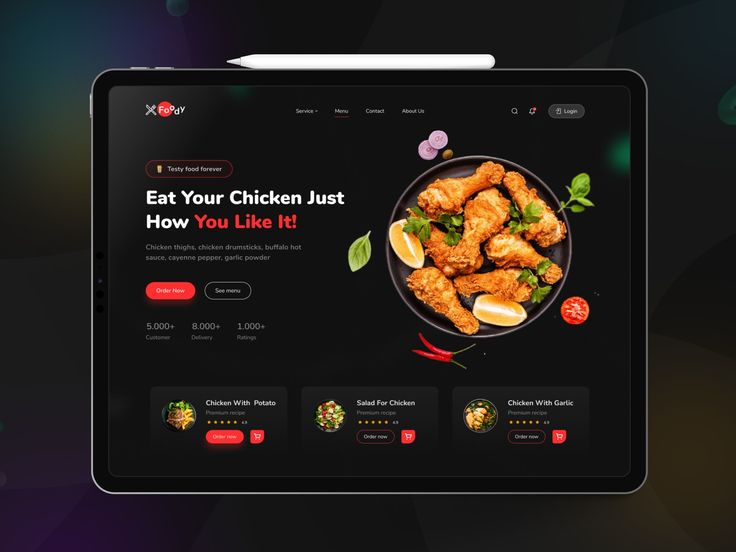 Foody
Service
Menu
Contact
About Us
Login
Testy food forever
Eat Your Chicken Just
How You Like It!
Chicken thighs, chicken drumsticks, buffalo hot
sauce, cayenne pepper, garlic powder
Order Now
See menu
5.000+
8.000+
1.000+
Customer
Delivery
Ratings
Chicken With Potato
Premium recipe
4.9
Order now
Salad For Chicken
Premium recipe
4.9
Order now
Chicken With Garlic
Premium recipe
4.9
Order now